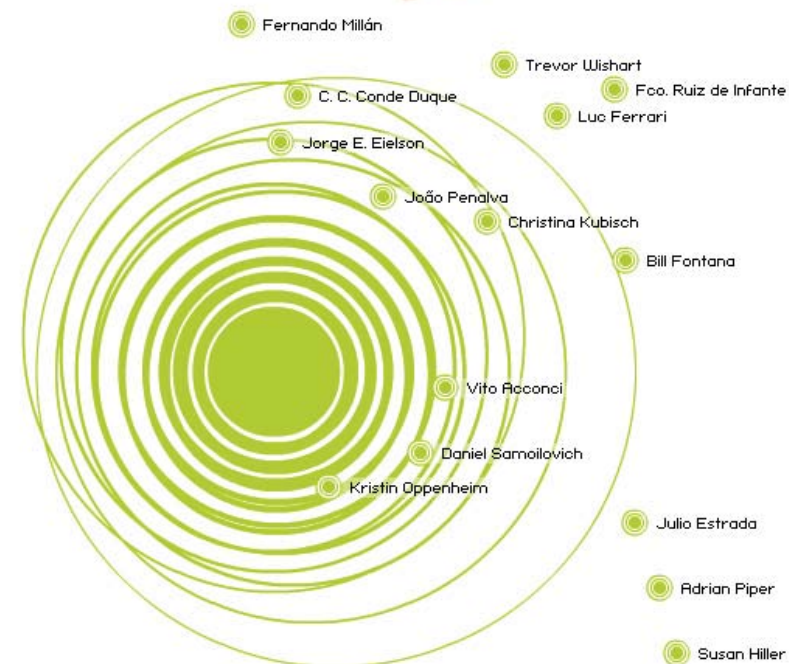 Fernando Millán
Trevor Wishart
Fco. Ruiz de Infante
C. C. Conde Duque
Luc Ferrari
Jorge E. Eielson
João Penalva
Christina Kubisch
Bill Fontana
Vito Acconci
Daniel Samoilovich
Kristin Oppenheim
Julio Estrada
Adrian Piper
Susan Hiller